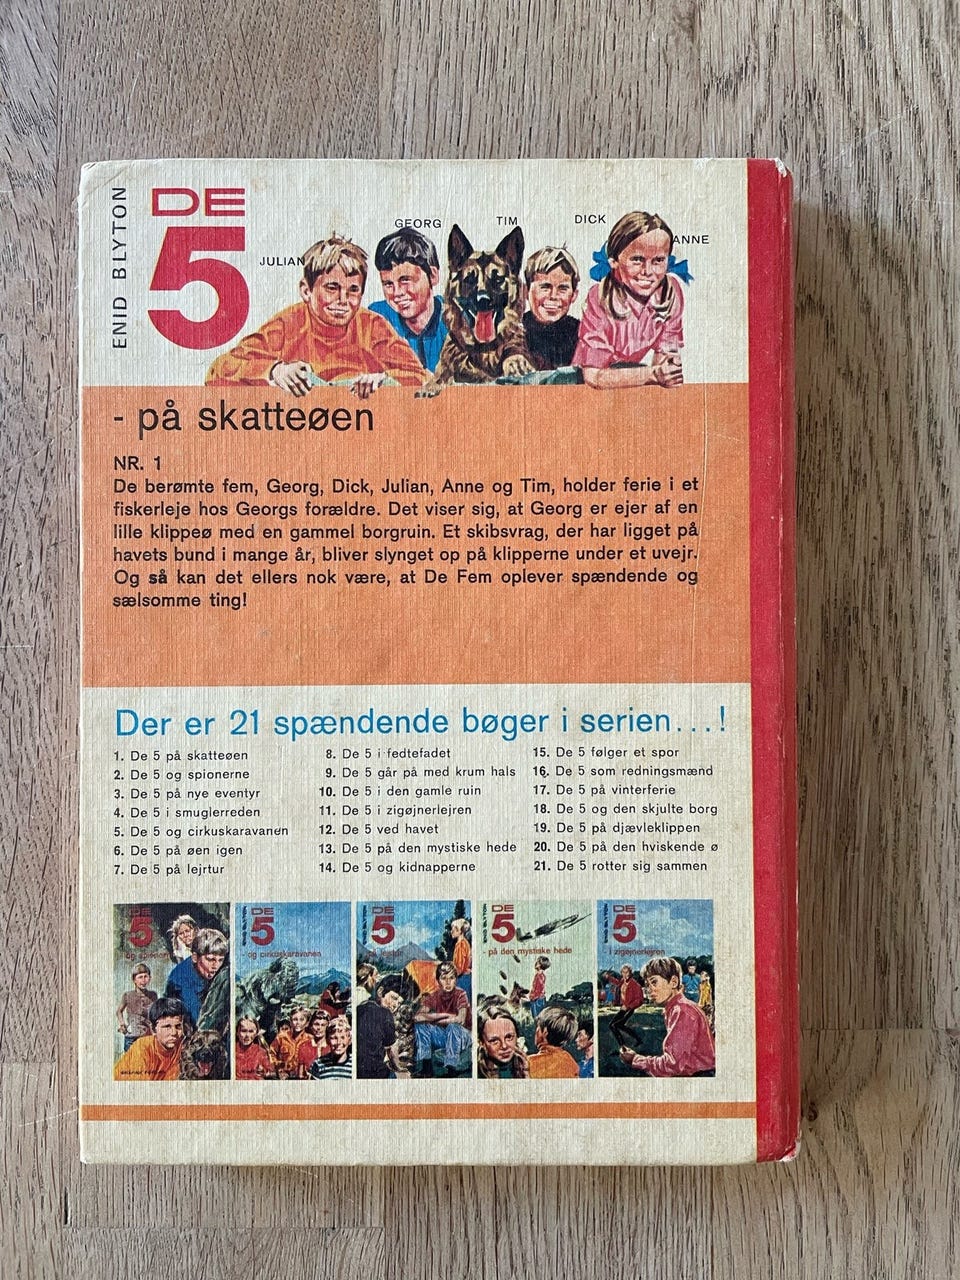 ENID BLYTON
DE
5
JULIAN
GEORG
TIM
DICK
ANNE
- på skatteøen
NR. 1
De berømte fem, Georg, Dick, Julian, Anne og Tim, holder ferie i et
fiskerleje hos Georgs forældre. Det viser sig, at Georg er ejer af en
lille klippeø med en gammel borgruin. Et skibsvrag, der har ligget på
havets bund i mange år, bliver slynget op på klipperne under et uvejr.
Og så kan det ellers nok være, at De Fem oplever spændende og
sælsomme ting!
Der er 21 spændende bøger i serien...!
1. De 5 på skatteøen
2. De 5 og spionerne
3. De 5 på nye eventyr
4. De 5 i smuglerreden
5. De 5 og cirkuskaravanen
6. De 5 på øen igen
7. De 5 på lejrtur
8. De 5 i fedtefadet
9. De 5 går på med krum hals
10. De 5 i den gamle ruin
11. De 5 i zigøjnerlejren
12. De 5 ved havet
13. De 5 på den mystiske hede
14. De 5 og kidnapperne
15. De 5 følger et spor
16. De 5 som redningsmænd
17. De 5 på vinterferie
18. De 5 og den skjulte borg
19. De 5 på djævleklippen
20. De 5 på den hviskende ø
21. De 5 rotter sig sammen
DE
5
DE
5
- og cirkuskaravanen
DE
5
ENID BLYTON
DE
5
- på den mystiske hede
DE
5
- i zigøjnerlejren